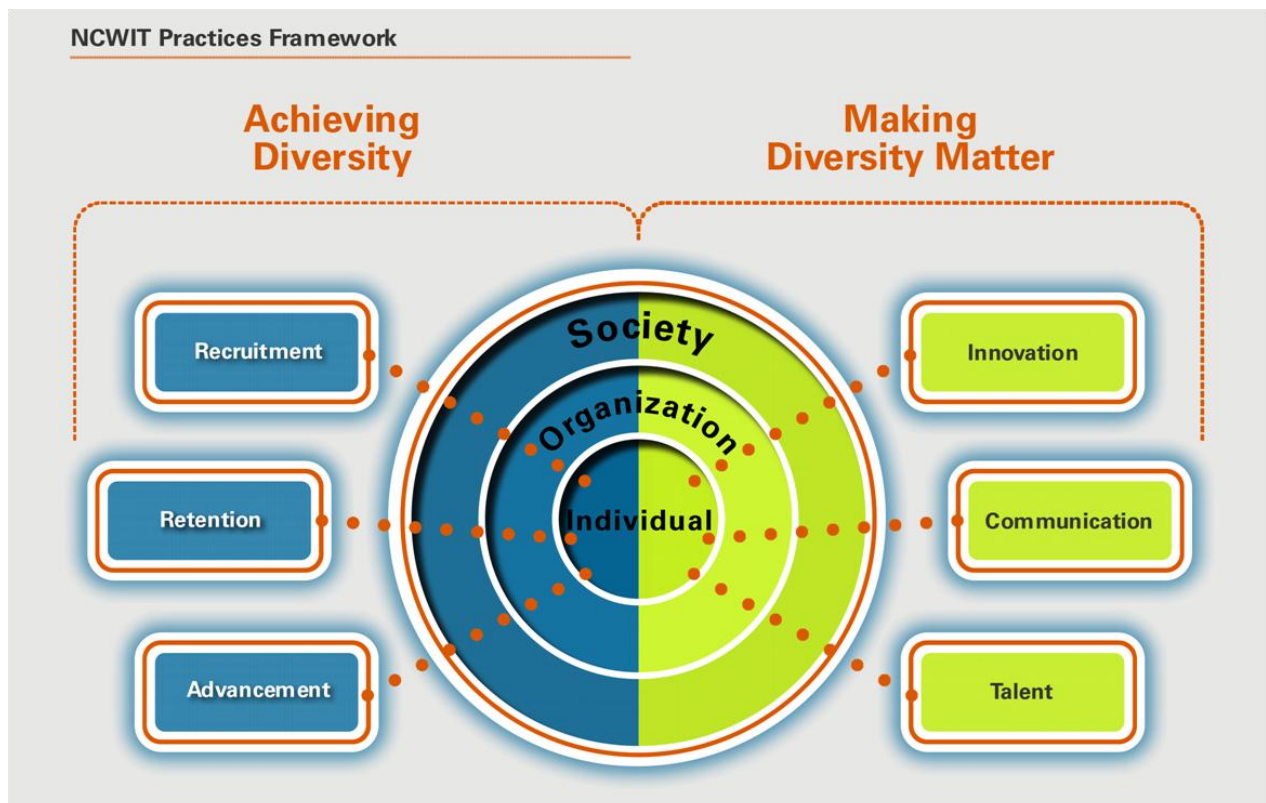 NCWIT Practices Framework
Achieving
Diversity
Making
Diversity Matter
Recruitment
Retention
Advancement
Society
Organization
Individual
Innovation
Communication
Talent